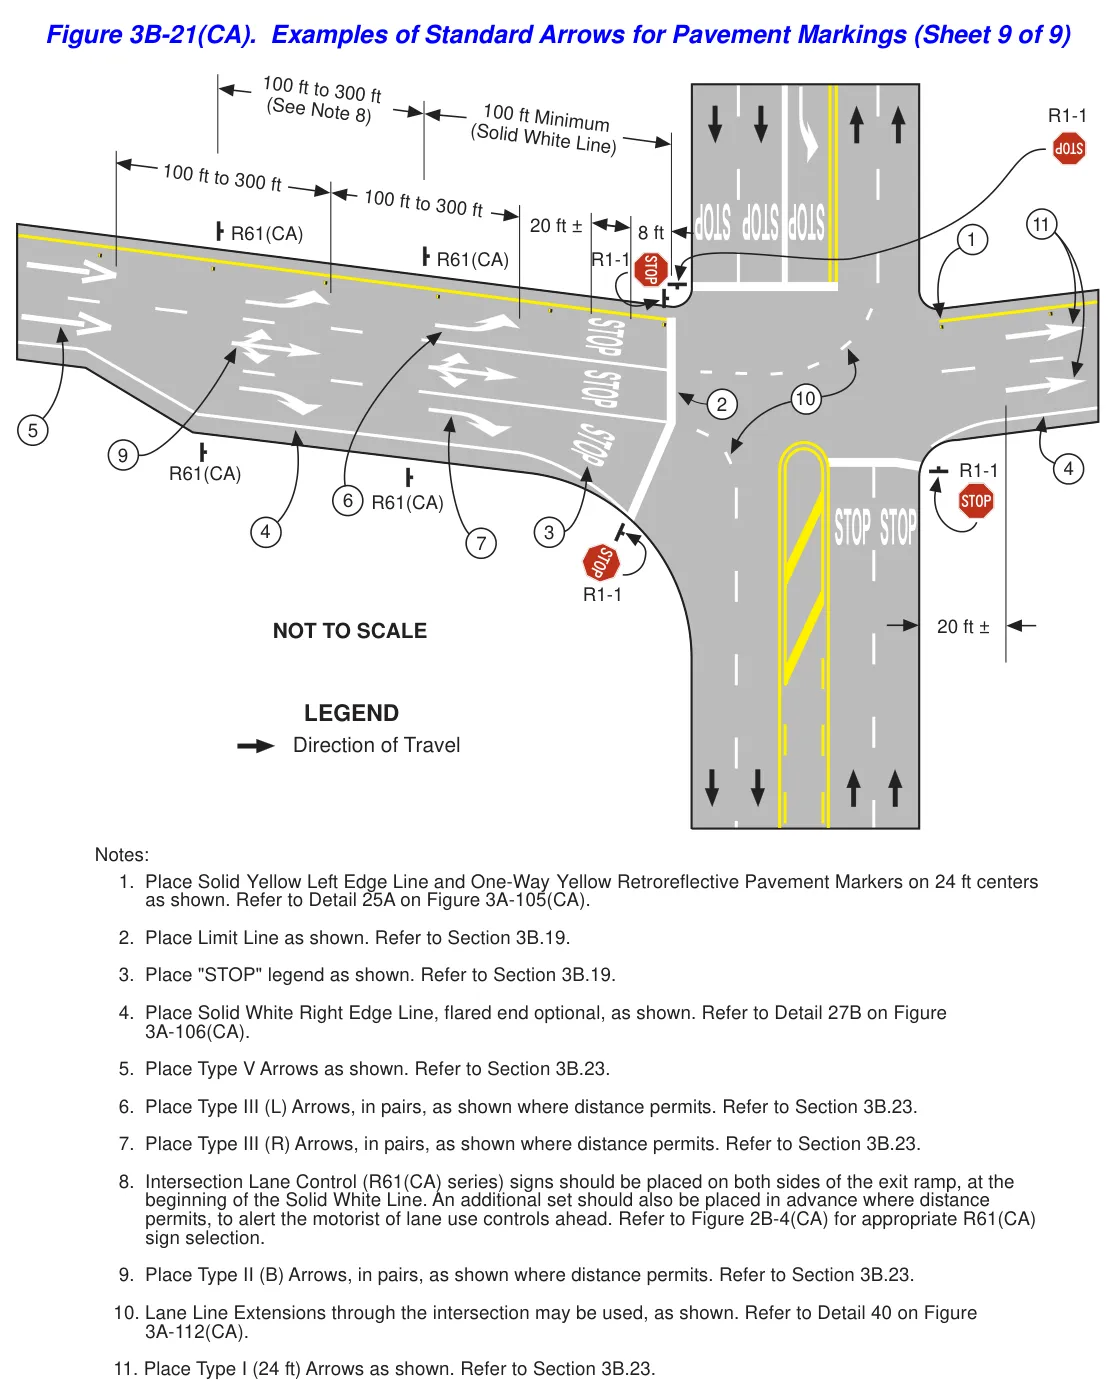 Figure 3B-21(CA). Examples of Standard Arrows for Pavement Markings (Sheet 9 of 9)
100 ft to 300 ft
(See Note 8)
100 ft Minimum
(Solid White Line)
R1-1
STOP
100 ft to 300 ft
100 ft to 300 ft
20 ft ±
8 ft
STOP STOP STOP
R61(CA)
R61(CA)
R1-1
STOP
1
11
STOP
STOP
STOP
2
10
5
9
R61(CA)
6
R61(CA)
4
7
3
STOP
R1-1
STOP STOP
R1-1
STOP
4
20 ft ±
NOT TO SCALE
LEGEND
Direction of Travel
Notes:
1. Place Solid Yellow Left Edge Line and One-Way Yellow Retroreflective Pavement Markers on 24 ft centers
as shown. Refer to Detail 25A on Figure 3A-105(CA).
2. Place Limit Line as shown. Refer to Section 3B.19.
3. Place "STOP" legend as shown. Refer to Section 3B.19.
4. Place Solid White Right Edge Line, flared end optional, as shown. Refer to Detail 27B on Figure
3A-106(CA).
5. Place Type V Arrows as shown. Refer to Section 3B.23.
6. Place Type III (L) Arrows, in pairs, as shown where distance permits. Refer to Section 3B.23.
7. Place Type III (R) Arrows, in pairs, as shown where distance permits. Refer to Section 3B.23.
8. Intersection Lane Control (R61(CA) series) signs should be placed on both sides of the exit ramp, at the
beginning of the Solid White Line. An additional set should also be placed in advance where distance
permits, to alert the motorist of lane use controls ahead. Refer to Figure 2B-4(CA) for appropriate R61(CA)
sign selection.
9. Place Type II (B) Arrows, in pairs, as shown where distance permits. Refer to Section 3B.23.
10. Lane Line Extensions through the intersection may be used, as shown. Refer to Detail 40 on Figure
3A-112(CA).
11. Place Type I (24 ft) Arrows as shown. Refer to Section 3B.23.